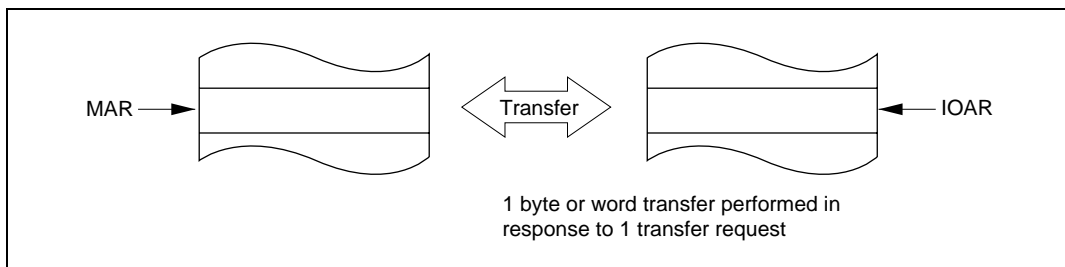 MAR
Transfer
IOAR
1 byte or word transfer performed in
response to 1 transfer request